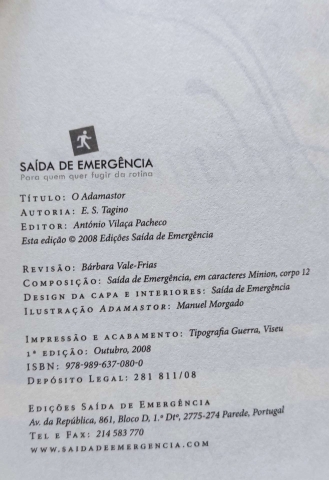 SAÍDA DE EMERGÊNCIA
Para quem quer fugir da rotina
TÍTULO: O Adamastor
AUTORIA: E. S. Tagino
EDITOR: António Vilaça Pacheco
Esta edição © 2008 Edições Saída de Emergência
REVISÃO: Bárbara Vale-Frias
COMPOSIÇÃO: Saída de Emergência, em caracteres Minion, corpo 12
DESIGN DA CAPA E INTERIORES: Saída de Emergência
ILUSTRAÇÃO ADAMASTOR: Manuel Morgado
IMPRESSÃO E ACABAMENTO: Tipografia Guerra, Viseu
1ª EDIÇÃO: Outubro, 2008
ISBN: 978-989-637-080-0
DEPÓSITO LEGAL: 281 811/08
EDIÇÕES SAÍDA DE EMERGÊNCIA
Av. da República, 861, Bloco D, 1.º Dtº, 2775-274 Parede, Portugal
TEL E FAX: 214 583 770
WWW.SAIDADEEMERGENCIA.COM